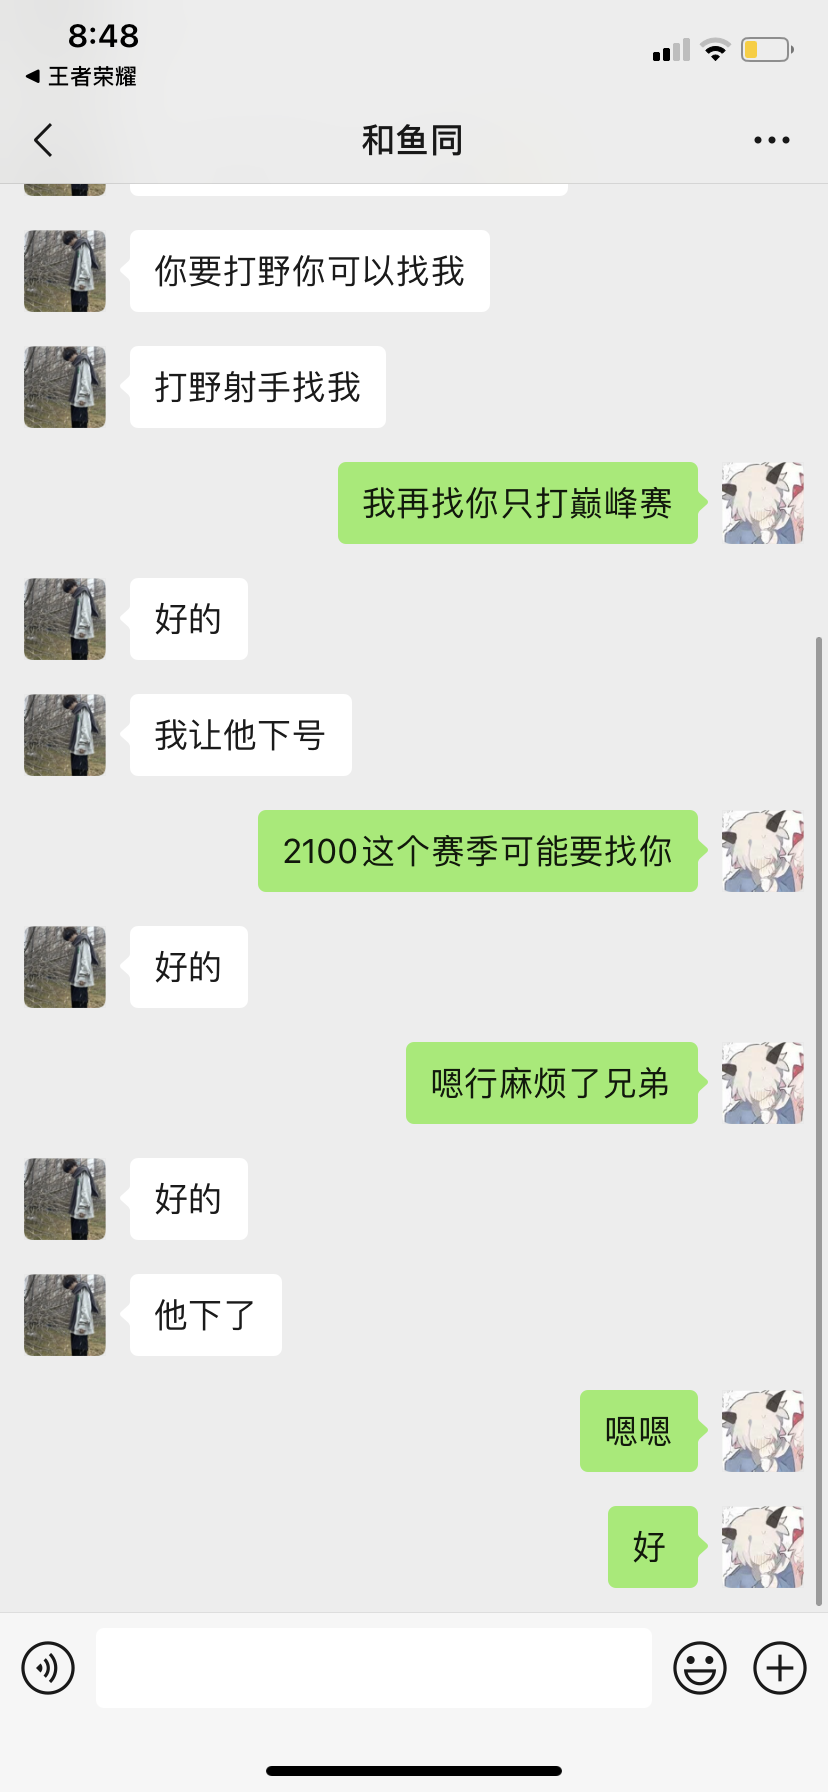 8:48
王者荣耀
和鱼同
你要打野你可以找我
打野射手找我
我再找你只打巅峰赛
好的
我让他下号
2100这个赛季可能要找你
好的
嗯行麻烦了兄弟
好的
他下了
嗯嗯
好